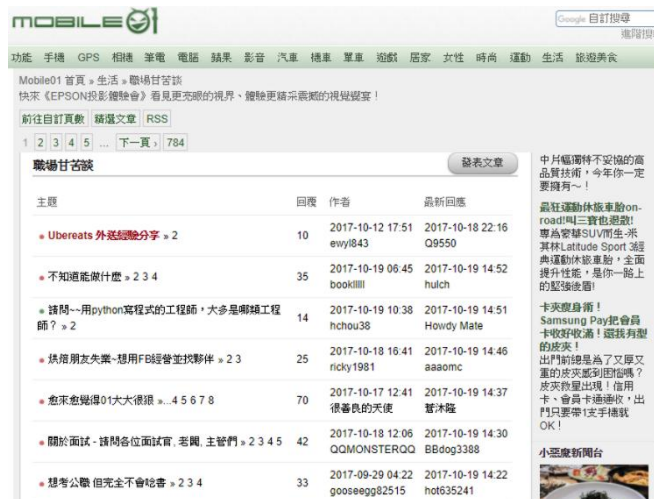 mobile01
Google 自訂搜尋
進階搜
功能 手機 GPS 相機 筆電 電腦 蘋果 影音 汽車 機車 單車 遊戲 居家 女性 時尚 運動 生活 旅遊美食
Mobile01 首頁 » 生活 » 職場甘苦談
快來《EPSON投影體驗會》看見更亮眼的視界、體驗更精采震撼的視覺饗宴！
前往自訂頁數 精選文章 RSS
1 2 3 4 5 ... 下一頁 › 784
職場甘苦談 發表文章
主題 回覆 作者 最新回應
Ubereats 外送經驗分享 » 2 10 2017-10-12 17:51 2017-10-18 22:16
ewyl843 Q9550
不知道能做什麼 » 2 3 4 35 2017-10-19 06:45 2017-10-19 14:52
hulch
請問~~用python寫程式的工程師，大多是哪類工程 14 2017-10-19 10:38 2017-10-19 14:51
師？ » 2 hchou38 Howdy Mate
烘焙朋友失業~想用FB經營並找夥伴 » 2 3 25 2017-10-18 16:41 2017-10-19 14:46
ricky1981 aaaomc
愈來愈覺得01大大很狠 »...4 5 6 7 8 70 2017-10-17 12:41 2017-10-19 14:37
很善良的天使 暫沐隆
關於面試 - 請問各位面試官, 老闆, 主管們 » 2 3 4 5 42 2017-10-18 12:06 2017-10-19 14:30
QQMONSTERQQ BBdog3388
想考公職 但完全不會唸書 » 2 3 4 33 2017-09-29 04:22 2017-10-19 14:22
gooseegg82515 hot635241
中片幅獨特不妥協的高
品質技術，今年你一定
要擁有～！
最狂運動休旅車胎on-
road!叫三寶也退散!
專為豪華SUV而生-米
其林Latitude Sport 3經
典運動休旅車胎，全面
提升性能，是你一路上
的堅強後盾!
卡夾瘦身術！
Samsung Pay把會員
卡收好收滿！還我有型
的皮夾！
出門前總是為了又厚又
重的皮夾感到困惱嗎？
皮夾救星出現！信用
卡、會員卡通通收，出
門只要帶1支手機就
OK！
小惡魔新聞台